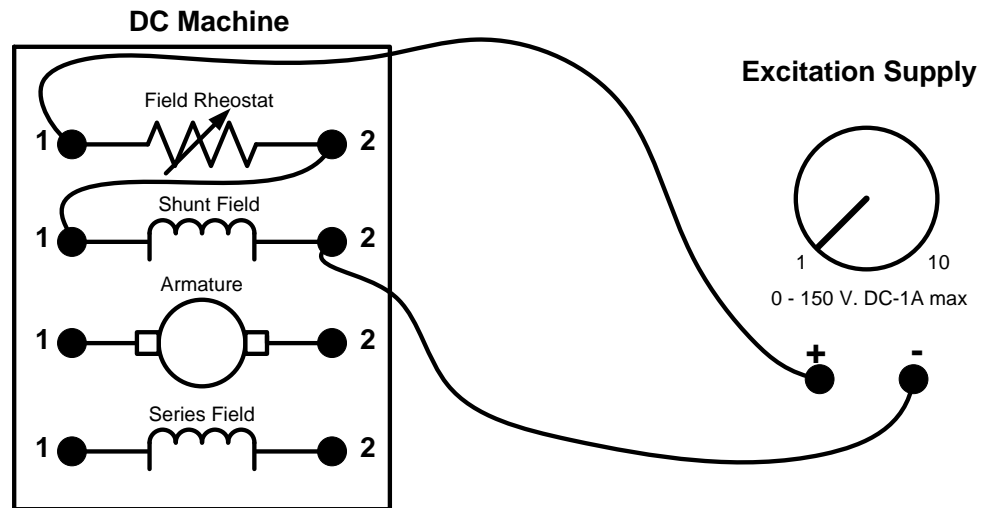 DC Machine
Excitation Supply
Field Rheostat
1 2
Shunt Field
1 2
Armature
1 2
Series Field
1 2
1 10
0 - 150 V. DC-1A max
+ -